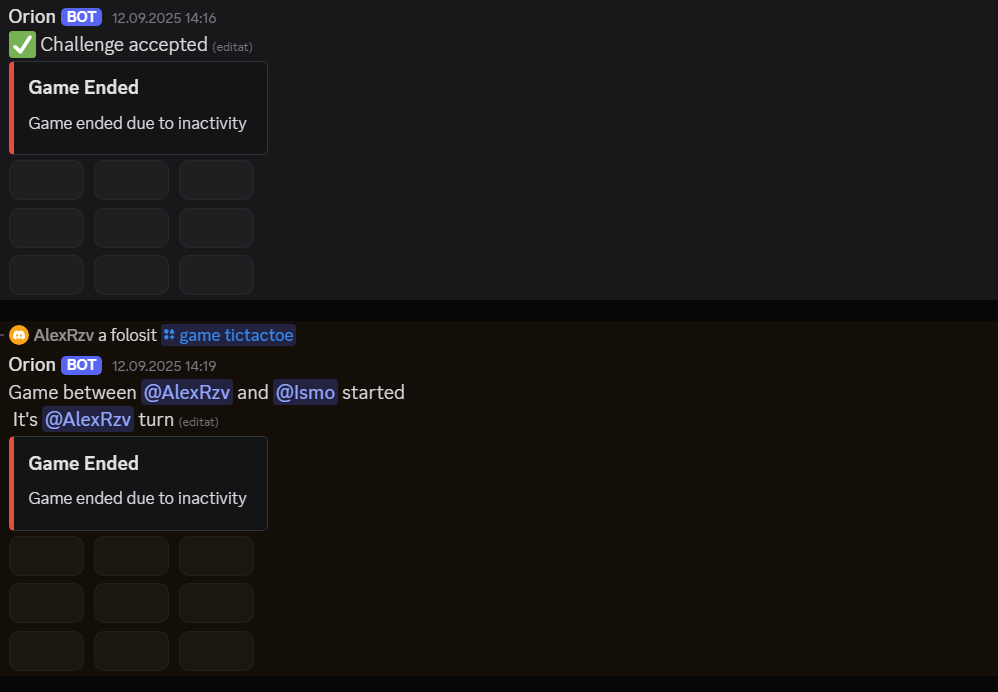 Orion BOT 12.09.2025 14:16
✅ Challenge accepted (editat)
Game Ended
Game ended due to inactivity
AlexRzv a folosit game tictactoe
Orion BOT 12.09.2025 14:19
Game between @AlexRzv and @Ismo started
It's @AlexRzv turn (editat)
Game Ended
Game ended due to inactivity